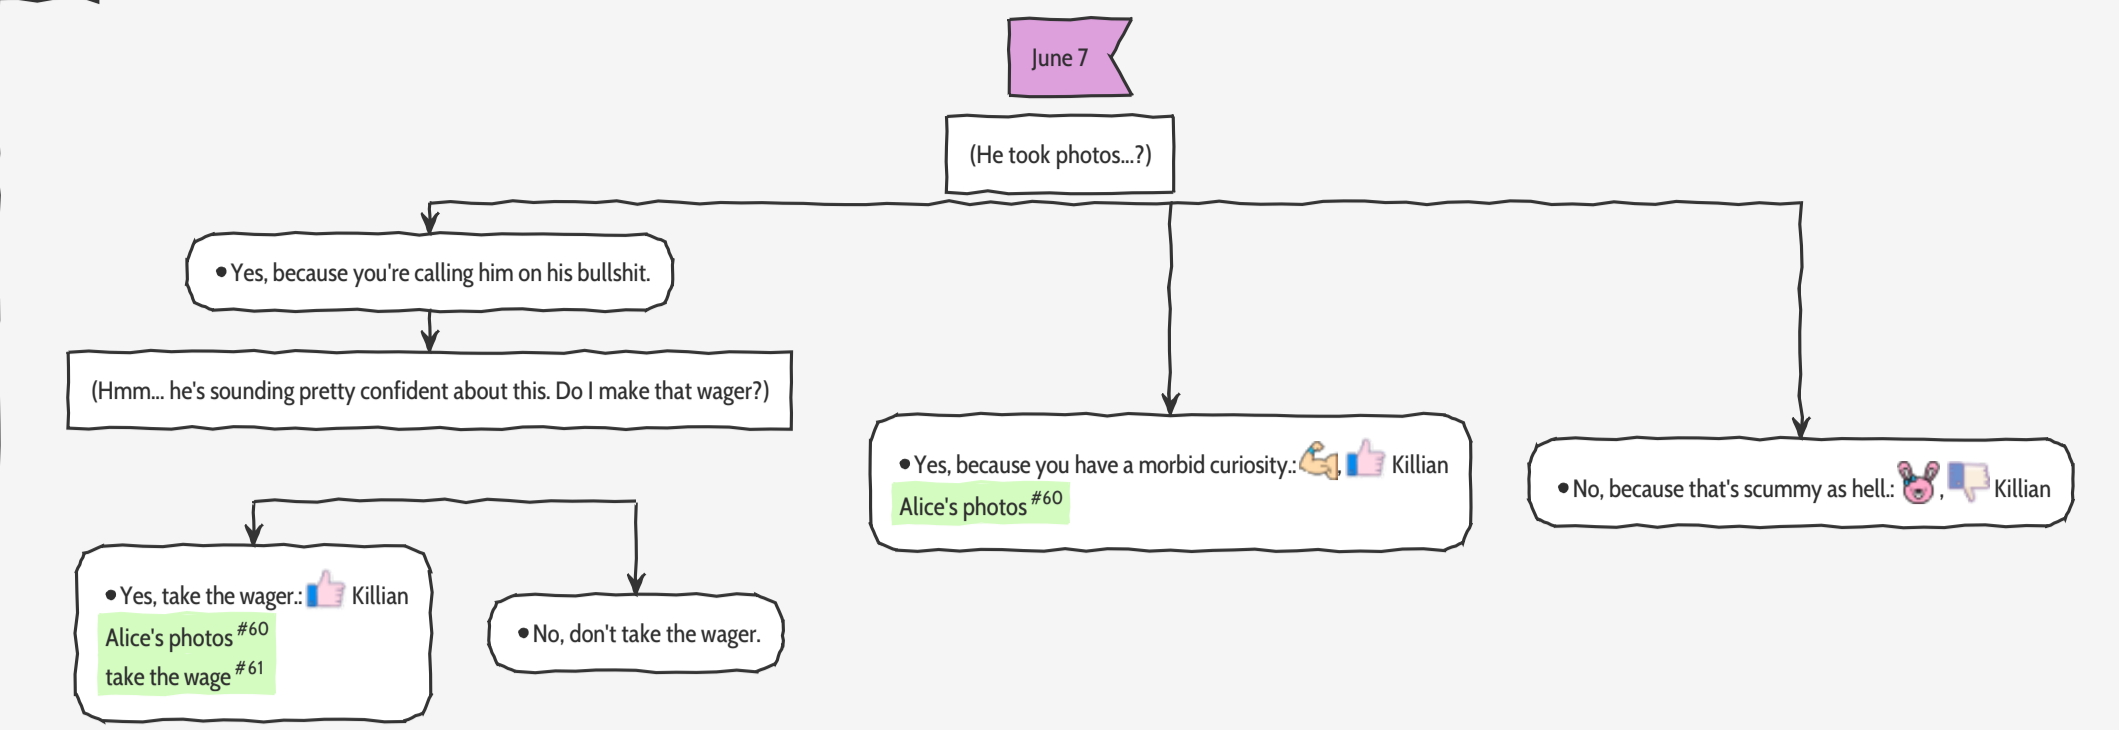 June 7
(He took photos...?)
•Yes, because you're calling him on his bullshit.
(Hmm... he's sounding pretty confident about this. Do I make that wager?)
•Yes, because you have a morbid curiosity.: , Killian
Alice's photos #60
•No, because that's scummy as hell.: , Killian
•Yes, take the wager.: Killian
Alice's photos #60
take the wage #61
•No, don't take the wager.